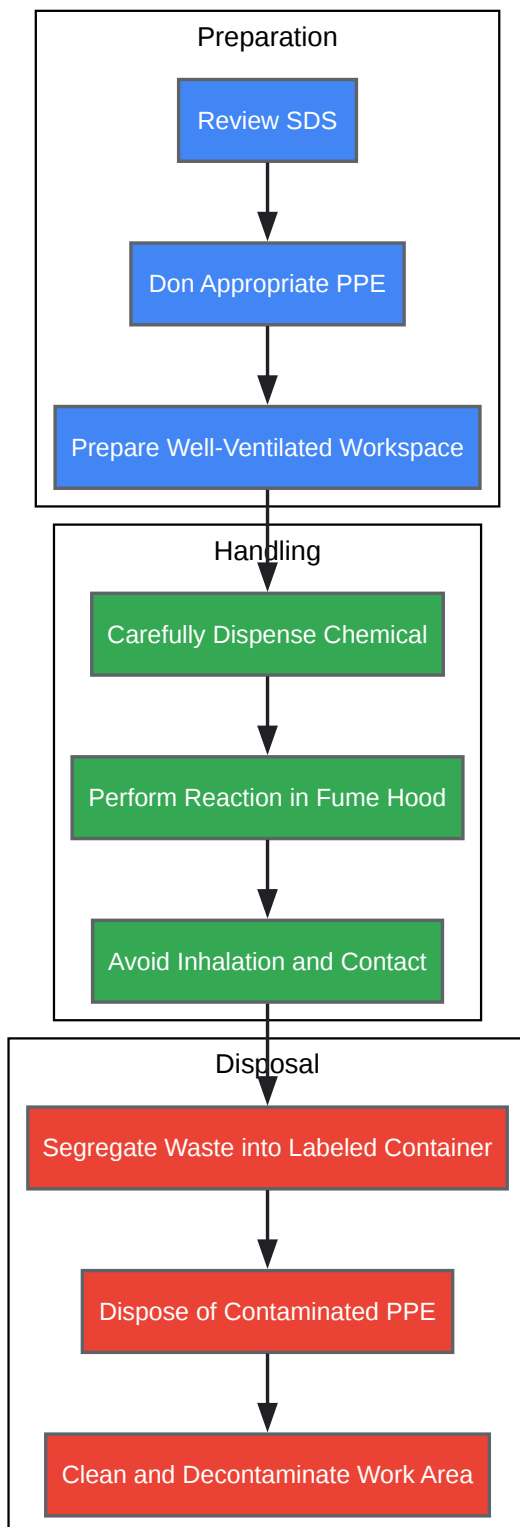 Preparation
Review SDS
Don Appropriate PPE
Prepare Well-Ventilated Workspace
Handling
Carefully Dispense Chemical
Perform Reaction in Fume Hood
Avoid Inhalation and Contact
Disposal
Segregate Waste into Labeled Container
Dispose of Contaminated PPE
Clean and Decontaminate Work Area